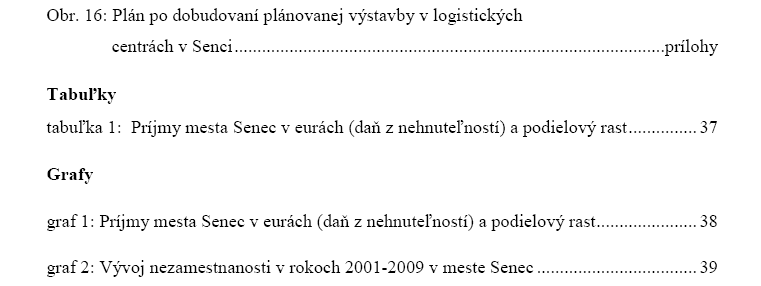 Obr. 16: Plán po dobudovaní plánovanej výstavby v logistických
centrách v Senci.........................................................................prílohy
Tabuľky
tabuľka 1:  Príjmy mesta Senec v eurách (daň z nehnuteľností) a podielový rast............... 37
Grafy
graf 1: Príjmy mesta Senec v eurách (daň z nehnuteľností) a podielový rast...................... 38
graf 2: Vývoj nezamestnanosti v rokoch 2001-2009 v meste Senec ................................... 39